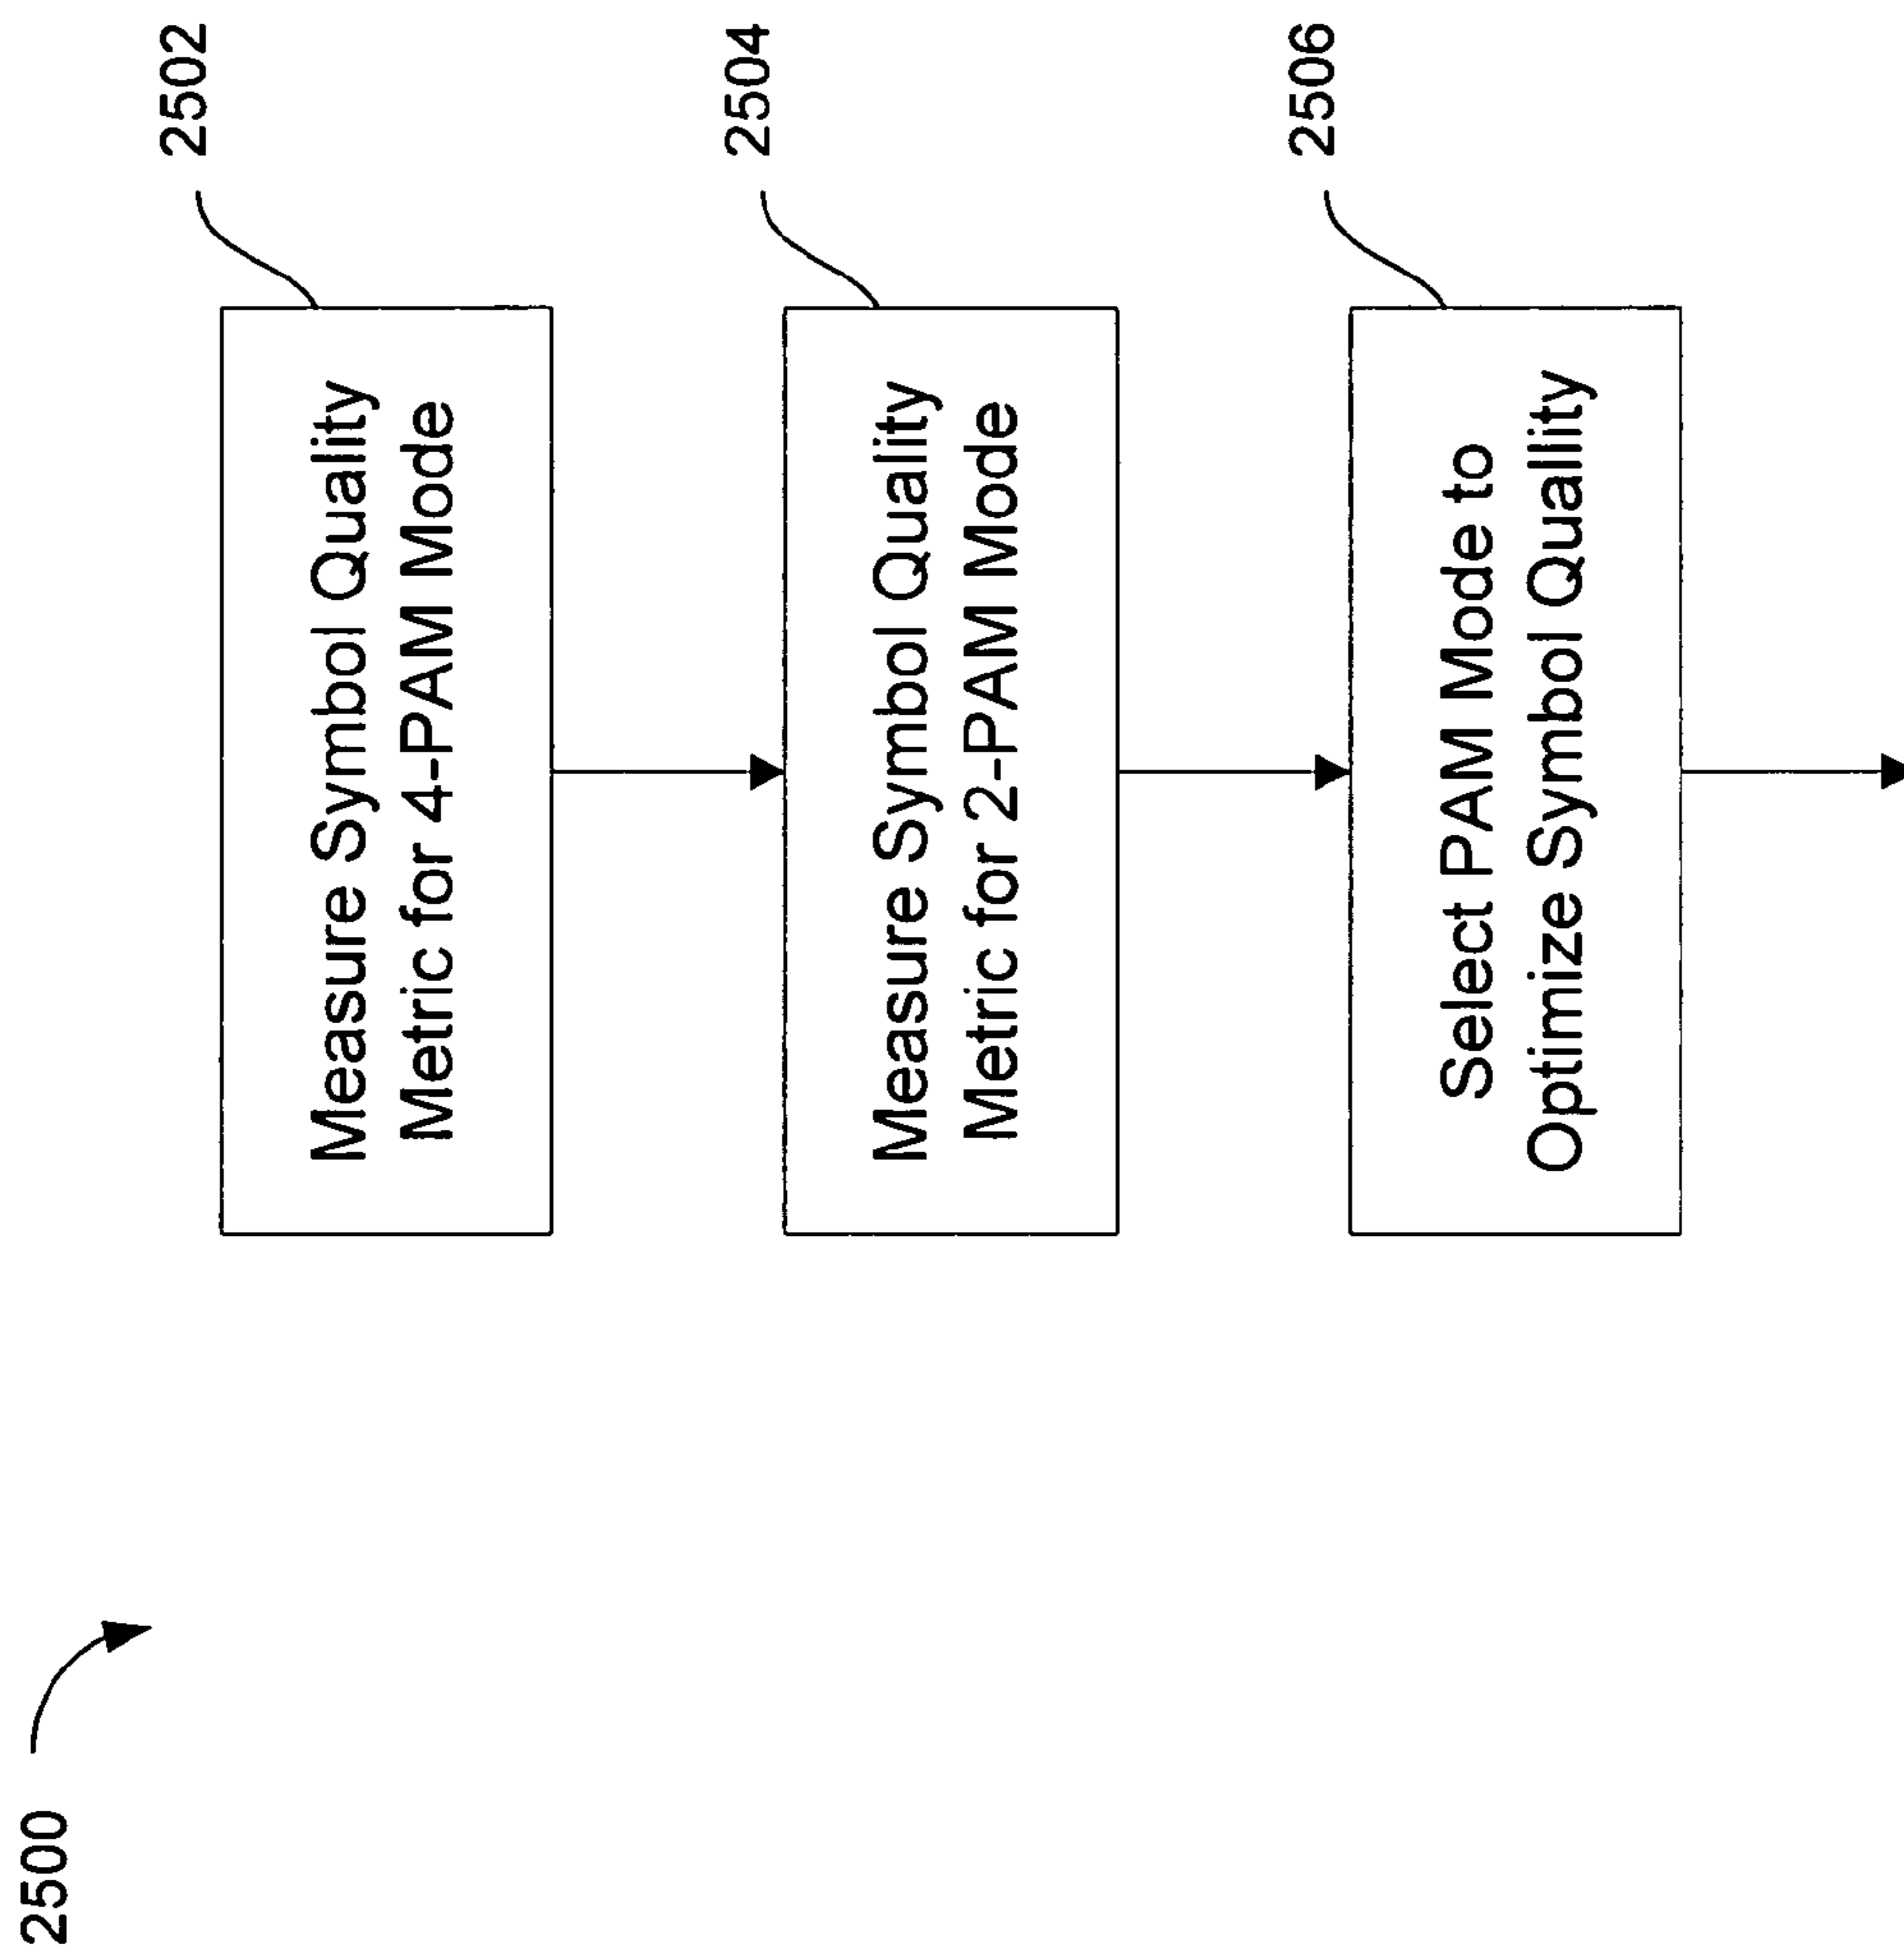 2500
2502
Measure Symbol Quality
Metric for 4-PAM Mode
2504
Measure Symbol Quality
Metric for 2-PAM Mode
2506
Select PAM Mode to
Optimize Symbol Quallity